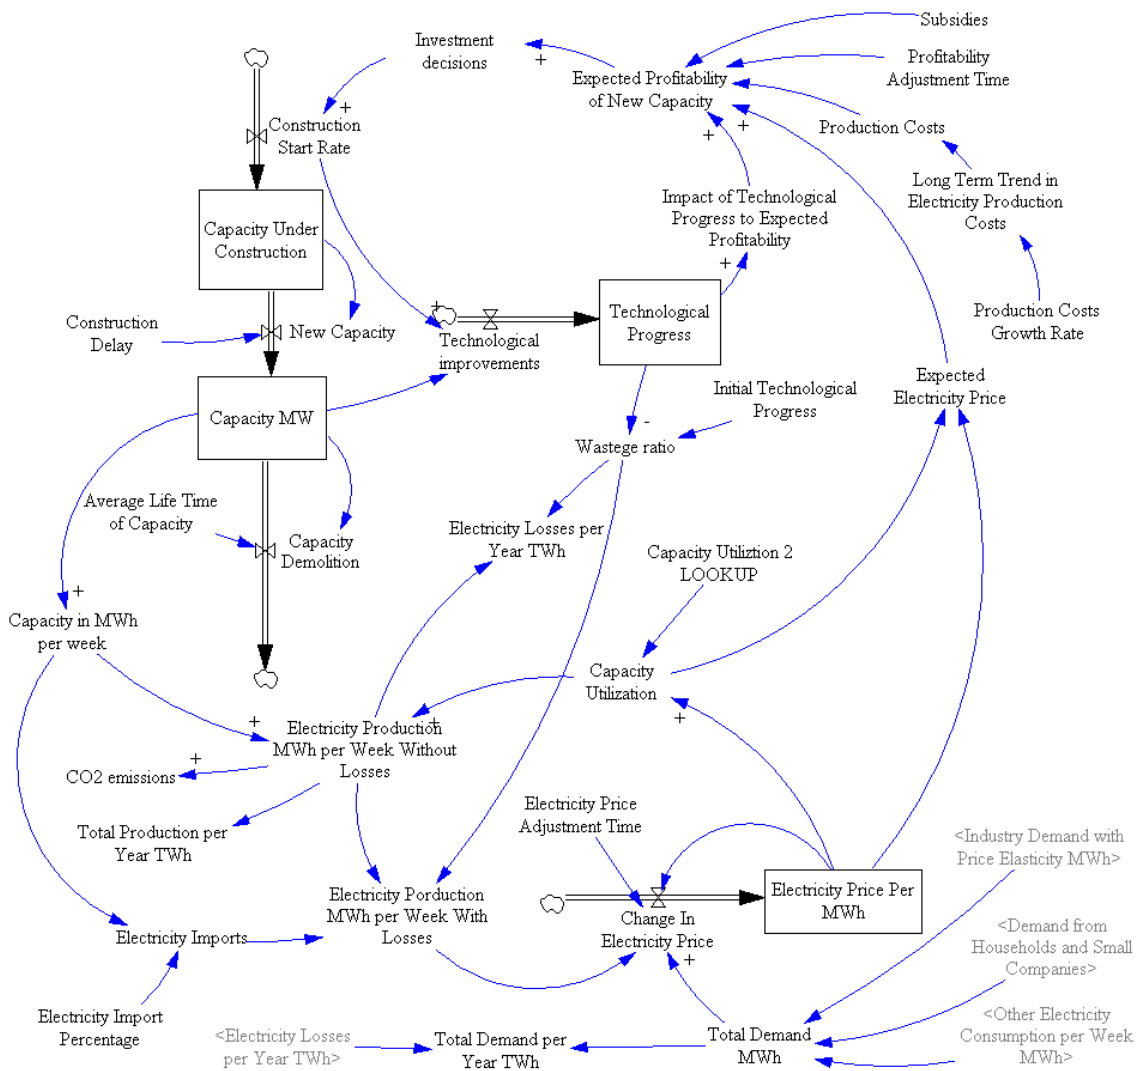 Subsidies
Investment
decisions
Profitability
Adjustment Time
Expected Profitability
of New Capacity
+
+
Construction
Start Rate
+
+
Production Costs
Long Term Trend in
Electricity Production
Costs
Impact of Technological
Progress to Expected
Profitability
Capacity Under
Construction
+
+
Construction
Delay
New Capacity
Technological
improvements
Technological
Progress
Production Costs
Growth Rate
Expected
Electricity Price
Initial Technological
Progress
Capacity MW
-
Wastege ratio
Average Life Time
of Capacity
Electricity Losses per
Year TWh
Capacity
Demolition
Capacity Utiliztion 2
LOOKUP
+
Capacity in MWh
per week
Capacity
Utilization
+
+
+
Electricity Production
MWh per Week Without
Losses
+
CO2 emissions
Electricity Price
Adjustment Time
Total Production per
Year TWh
<Industry Demand with
Price Elasticity MWh>
Electricity Porduction
MWh per Week With
Losses
Electricity Price Per
MWh
Change In
Electricity Price
+
Electricity Imports
<Demand from
Households and Small
Companies>
Electricity Import
Percentage
<Electricity Losses
per Year TWh>
Total Demand per
Year TWh
Total Demand
MWh
<Other Electricity
Consumption per Week
MWh>